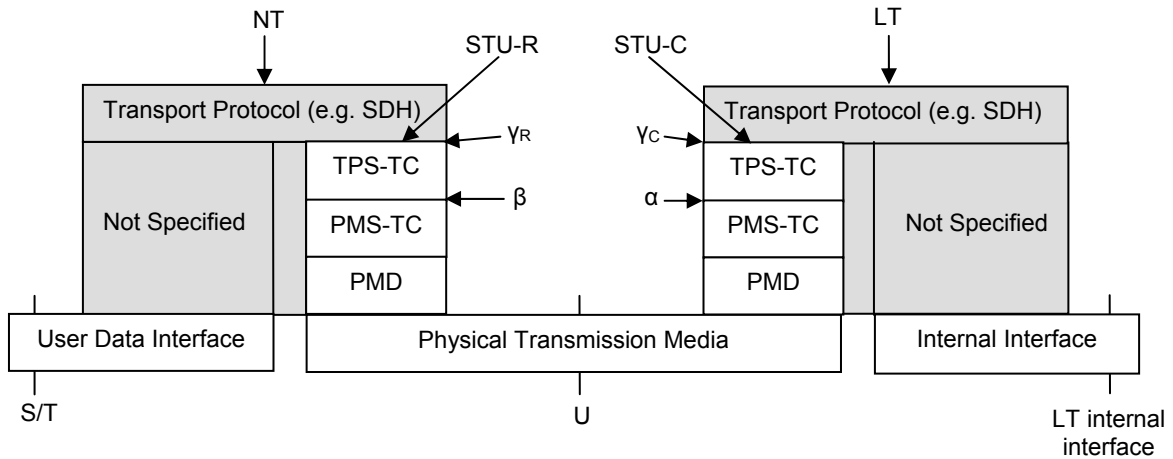 NT
LT
STU-R
STU-C
Transport Protocol (e.g. SDH)
Transport Protocol (e.g. SDH)
γR
γC
TPS-TC
TPS-TC
β
α
Not Specified
PMS-TC
PMS-TC
Not Specified
PMD
PMD
User Data Interface
Physical Transmission Media
Internal Interface
S/T
U
LT internal
interface